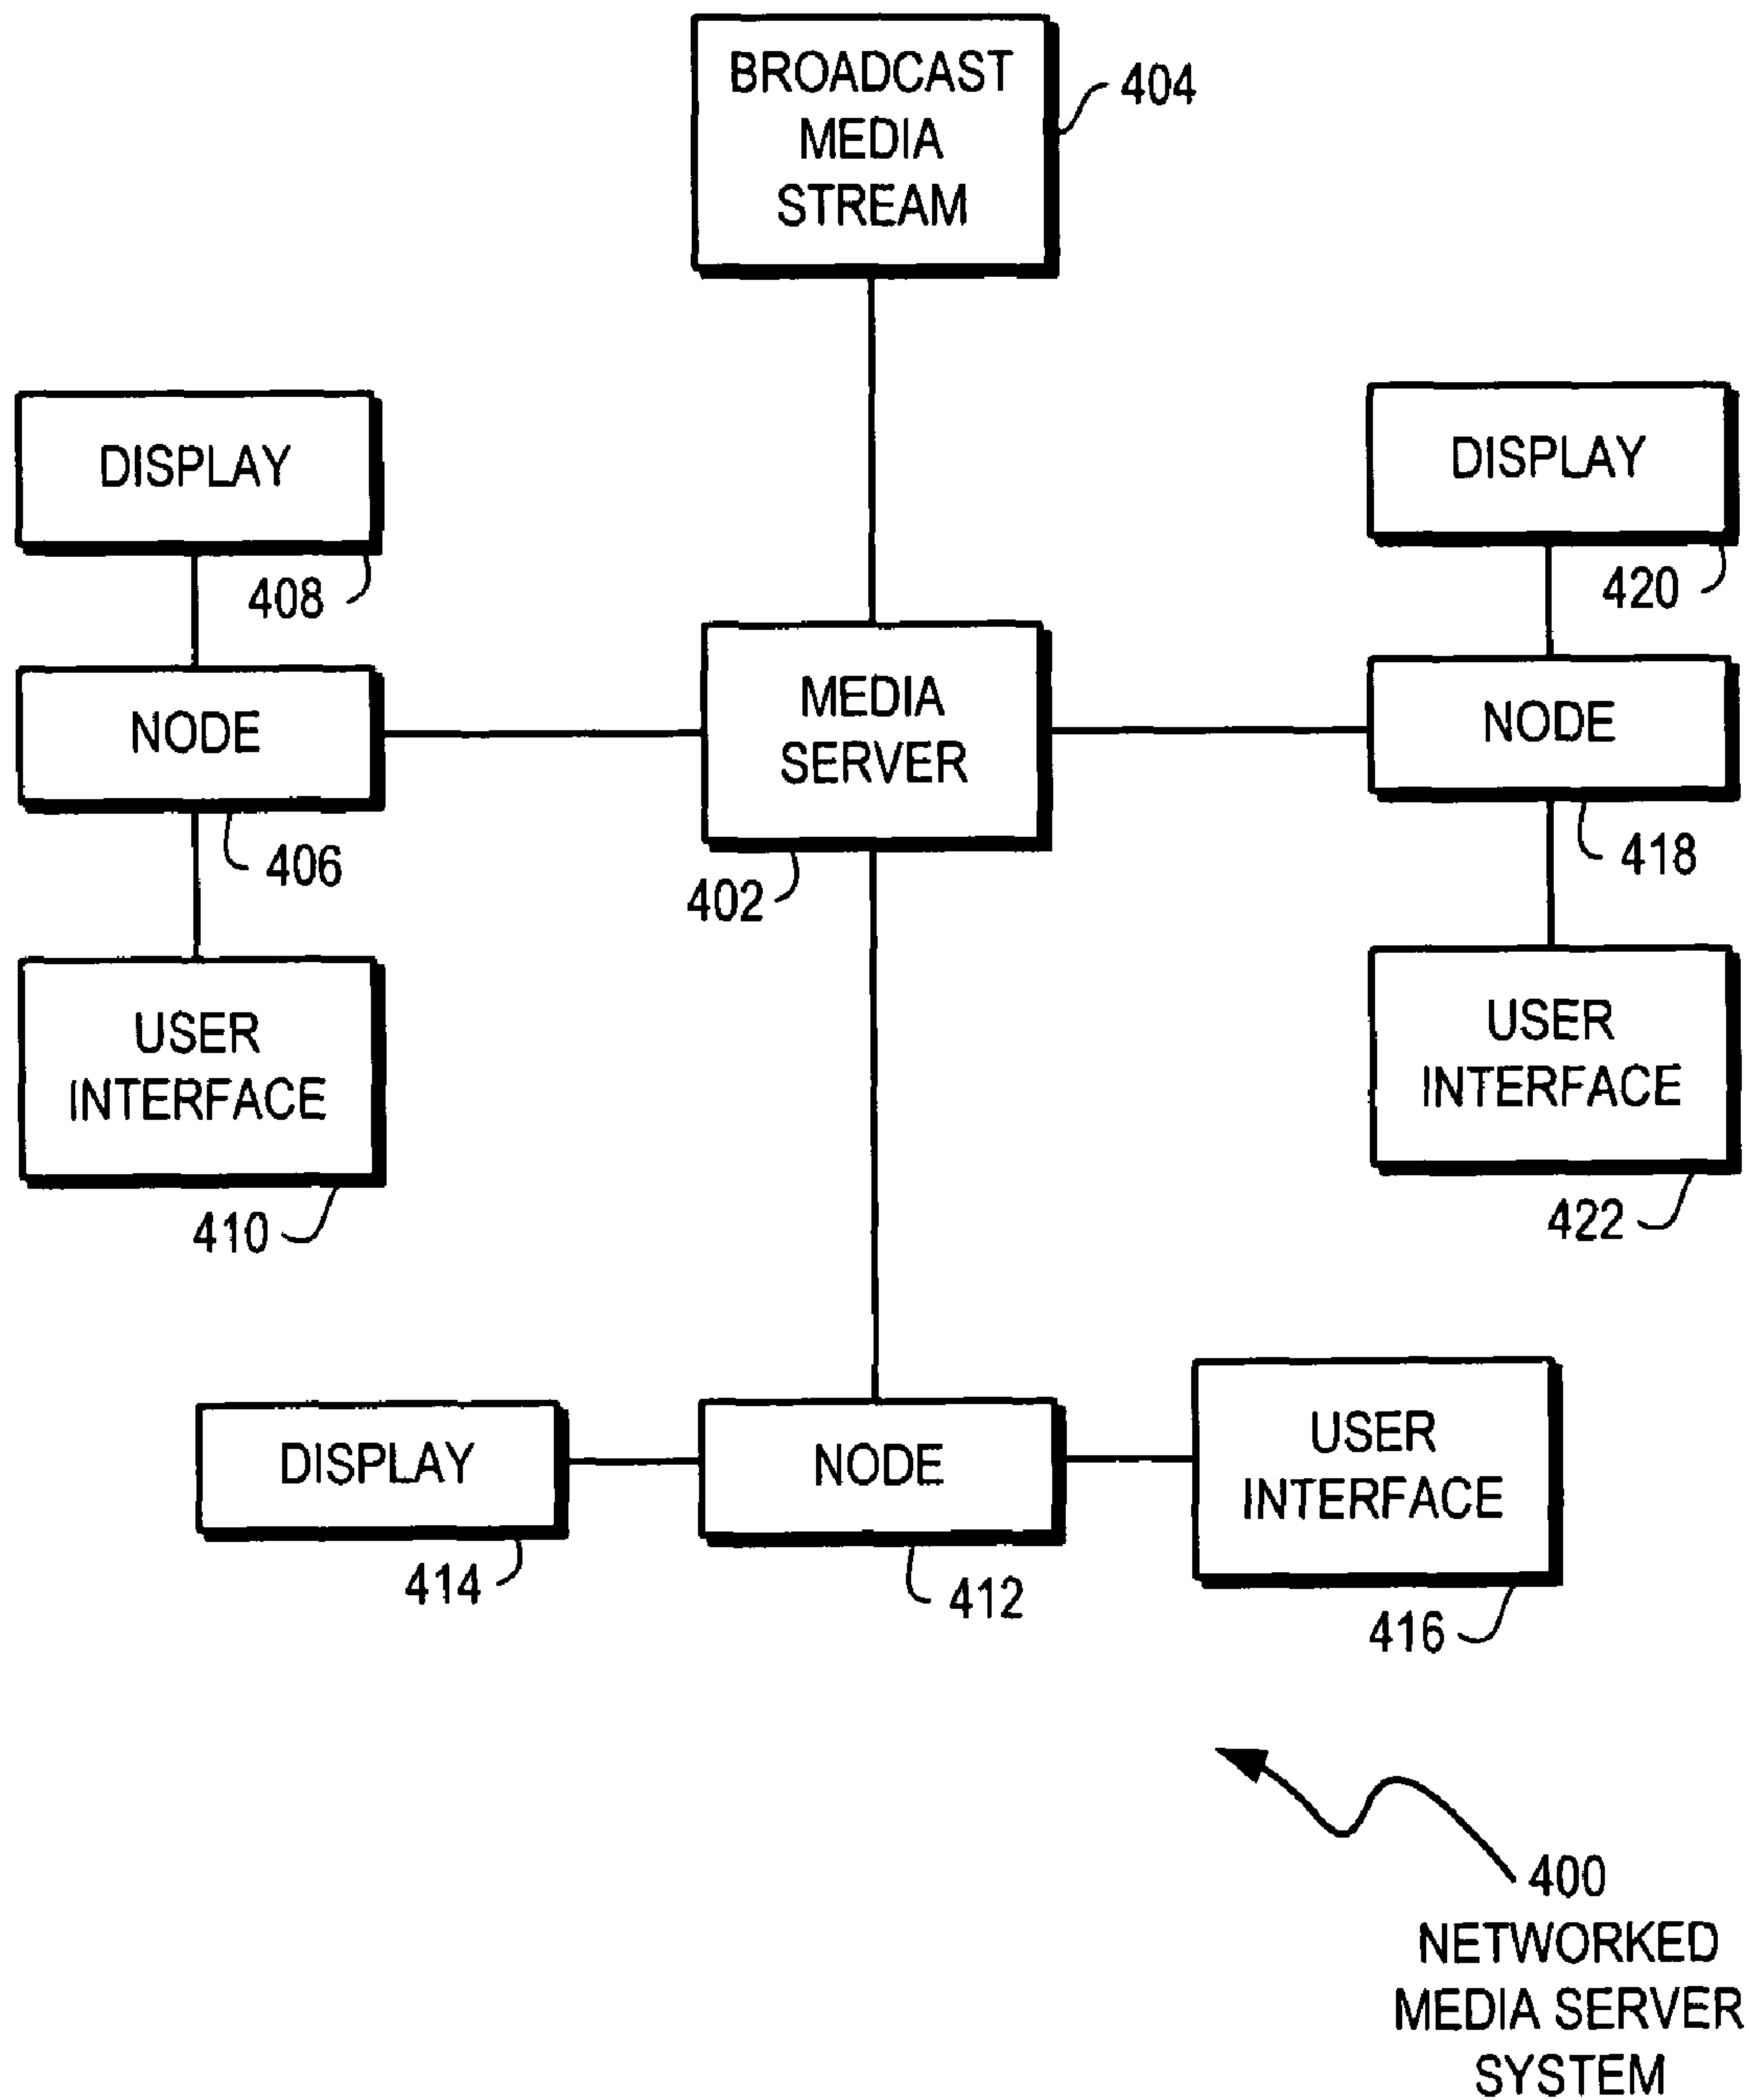 BROADCAST
MEDIA
STREAM
404
DISPLAY
408
DISPLAY
420
NODE
406
MEDIA
SERVER
402
NODE
418
USER
INTERFACE
410
USER
INTERFACE
422
DISPLAY
414
NODE
412
USER
INTERFACE
416
400
NETWORKED
MEDIA SERVER
SYSTEM